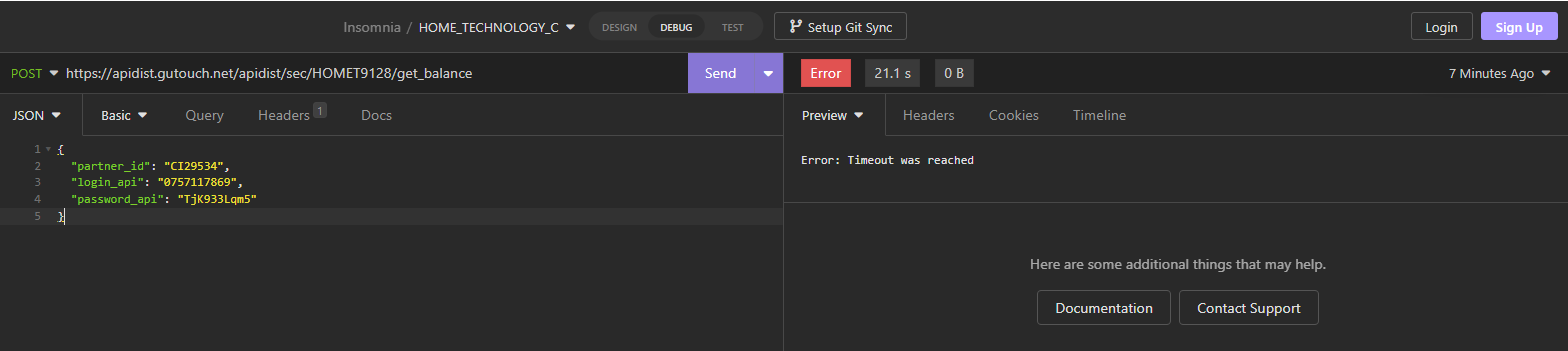 Insomnia / HOME_TECHNOLOGY_C DESIGN DEBUG TEST Setup Git Sync Login Sign Up
POST https://apidist.gutouch.net/apidist/sec/HOMET9128/get_balance Send Error 21.1 s 0 B 7 Minutes Ago
JSON Basic Query Headers 1 Docs Preview Headers Cookies Timeline
1 {
2 "partner_id": "CI29534",
3 "login_api": "0757117869",
4 "password_api": "TjK933Lqm5"
5 }
Error: Timeout was reached
Here are some additional things that may help.
Documentation Contact Support